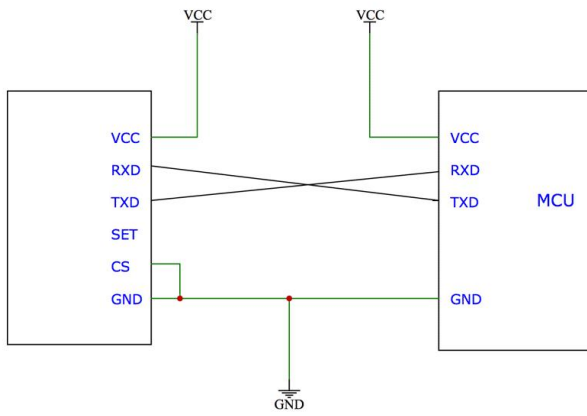 VCC
VCC
VCC
RXD
TXD
SET
CS
GND
VCC
RXD
TXD
MCU
GND
GND